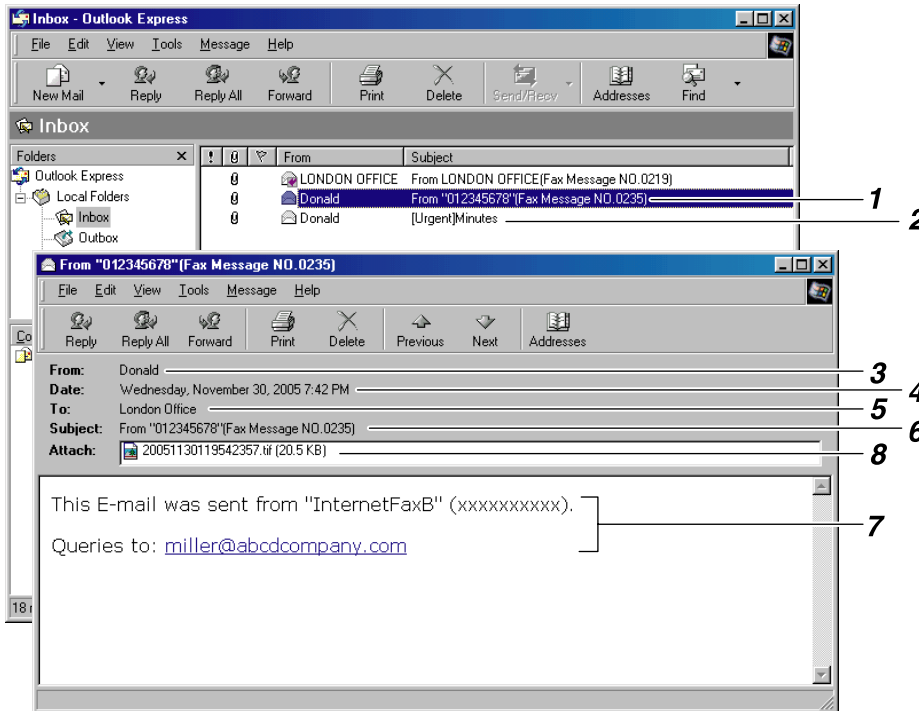 Inbox - Outlook Express
File Edit View Tools Message Help
New Mail Reply Reply All Forward Print Delete Send/Recv Addresses Find
Inbox
Folders × ! From Subject
Outlook Express
LONDON OFFICE From LONDON OFFICE(Fax Message NO.0219)
Local Folders
Donald From "012345678"(Fax Message NO.0235) 1
Inbox
Donald [Urgent]Minutes 2
Outbox
From "012345678"(Fax Message NO.0235)
File Edit View Tools Message Help
Co
Reply Reply All Forward Print Delete Previous Next Addresses
From: Donald 3
Date: Wednesday, November 30, 2005 7:42 PM 4
To: London Office 5
Subject: From "012345678"(Fax Message NO.0235) 6
Attach: 20051130119542357.tif (20.5 KB) 8
This E-mail was sent from "InternetFaxB" (xxxxxxxxxx).
7
Queries to: miller@abcdcompany.com
18